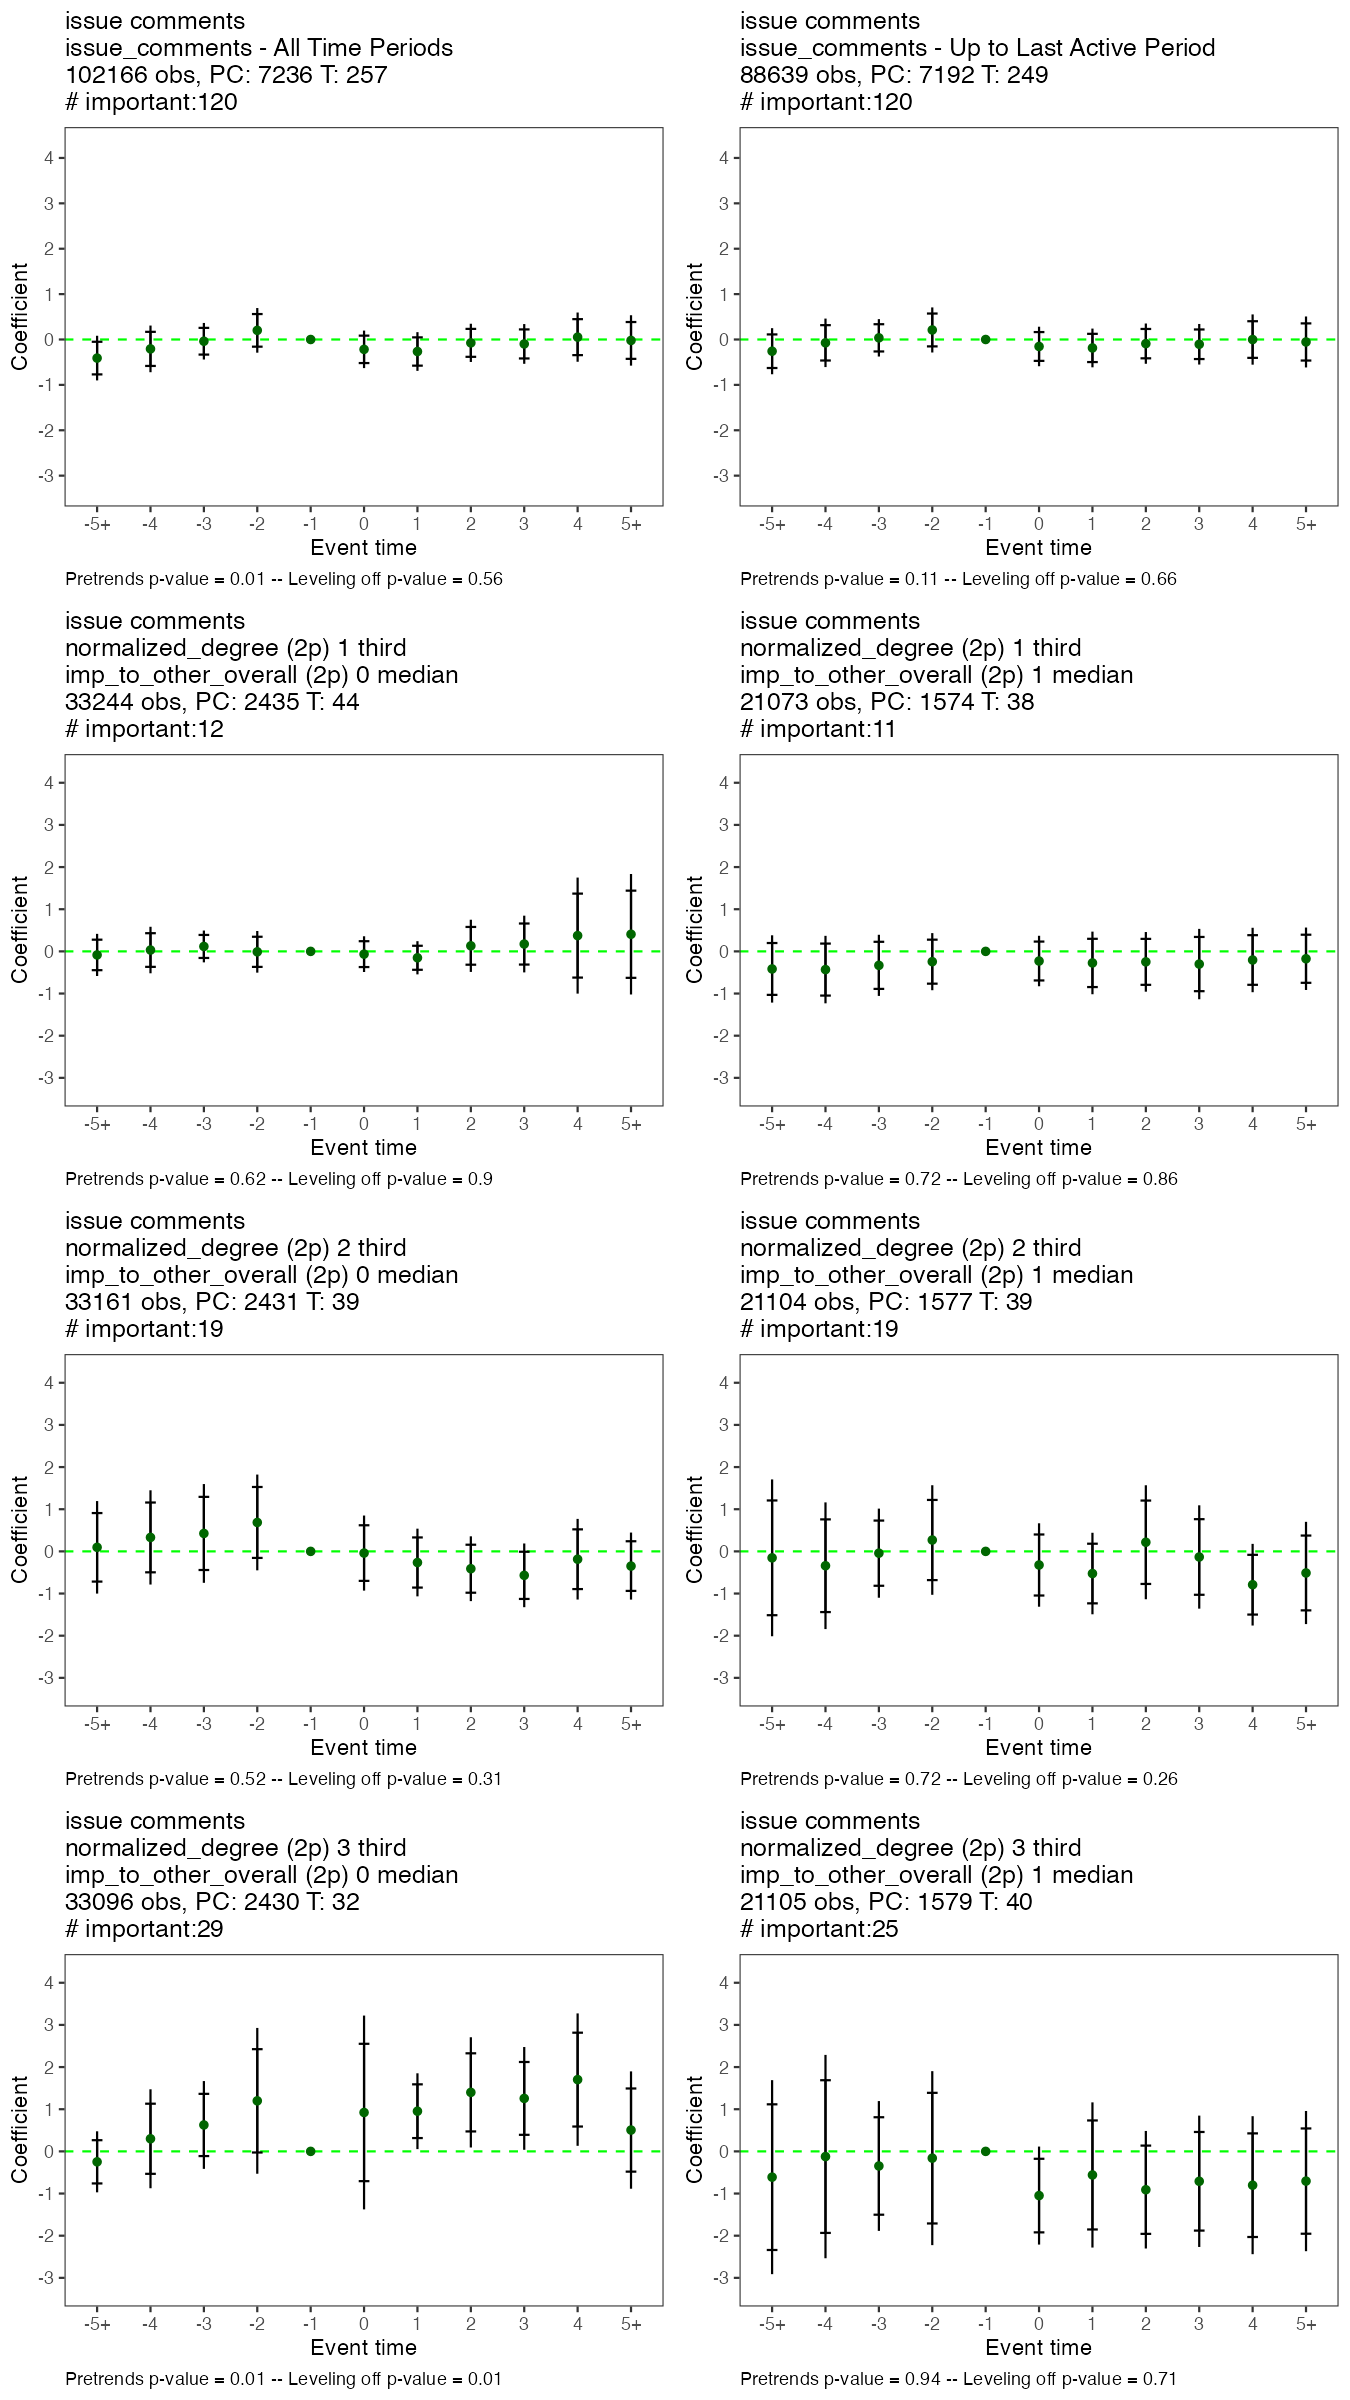 issue comments
issue_comments - All Time Periods
102166 obs, PC: 7236 T: 257
# important:120
4
3
2
1
0
-1
-2
-3
Coefficient
-5+ -4 -3 -2 -1 0 1 2 3 4 5+
Event time
Pretrends p-value = 0.01 -- Leveling off p-value = 0.56
issue comments
issue_comments - Up to Last Active Period
88639 obs, PC: 7192 T: 249
# important:120
4
3
2
1
0
-1
-2
-3
Coefficient
-5+ -4 -3 -2 -1 0 1 2 3 4 5+
Event time
Pretrends p-value = 0.11 -- Leveling off p-value = 0.66
issue comments
normalized_degree (2p) 1 third
imp_to_other_overall (2p) 0 median
33244 obs, PC: 2435 T: 44
# important:12
4
3
2
1
0
-1
-2
-3
Coefficient
-5+ -4 -3 -2 -1 0 1 2 3 4 5+
Event time
Pretrends p-value = 0.62 -- Leveling off p-value = 0.9
issue comments
normalized_degree (2p) 1 third
imp_to_other_overall (2p) 1 median
21073 obs, PC: 1574 T: 38
# important:11
4
3
2
1
0
-1
-2
-3
Coefficient
-5+ -4 -3 -2 -1 0 1 2 3 4 5+
Event time
Pretrends p-value = 0.72 -- Leveling off p-value = 0.86
issue comments
normalized_degree (2p) 2 third
imp_to_other_overall (2p) 0 median
33161 obs, PC: 2431 T: 39
# important:19
4
3
2
1
0
-1
-2
-3
Coefficient
-5+ -4 -3 -2 -1 0 1 2 3 4 5+
Event time
Pretrends p-value = 0.52 -- Leveling off p-value = 0.31
issue comments
normalized_degree (2p) 2 third
imp_to_other_overall (2p) 1 median
21104 obs, PC: 1577 T: 39
# important:19
4
3
2
1
0
-1
-2
-3
Coefficient
-5+ -4 -3 -2 -1 0 1 2 3 4 5+
Event time
Pretrends p-value = 0.72 -- Leveling off p-value = 0.26
issue comments
normalized_degree (2p) 3 third
imp_to_other_overall (2p) 0 median
33096 obs, PC: 2430 T: 32
# important:29
4
3
2
1
0
-1
-2
-3
Coefficient
-5+ -4 -3 -2 -1 0 1 2 3 4 5+
Event time
Pretrends p-value = 0.01 -- Leveling off p-value = 0.01
issue comments
normalized_degree (2p) 3 third
imp_to_other_overall (2p) 1 median
21105 obs, PC: 1579 T: 40
# important:25
4
3
2
1
0
-1
-2
-3
Coefficient
-5+ -4 -3 -2 -1 0 1 2 3 4 5+
Event time
Pretrends p-value = 0.94 -- Leveling off p-value = 0.71